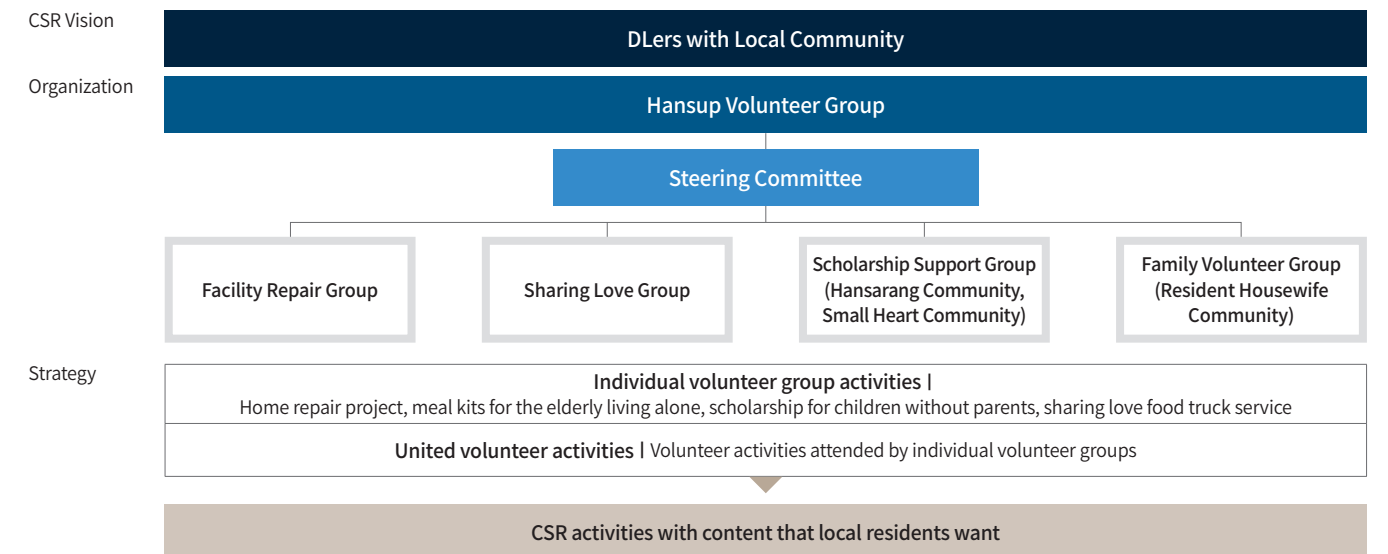 CSR Vision
DLers with Local Community
Organization
Hansup Volunteer Group
Steering Committee
Facility Repair Group
Sharing Love Group
Scholarship Support Group
(Hansarang Community,
Small Heart Community)
Family Volunteer Group
(Resident Housewife
Community)
Strategy
Individual volunteer group activities |
Home repair project, meal kits for the elderly living alone, scholarship for children without parents, sharing love food truck service
United volunteer activities | Volunteer activities attended by individual volunteer groups
CSR activities with content that local residents want